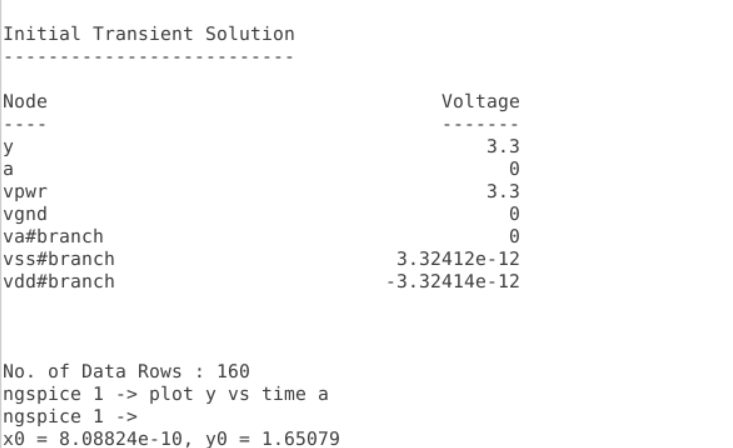 Initial Transient Solution
--------------------------
Node Voltage
---- -------
y 3.3
a 0
vpwr 3.3
vgnd 0
va#branch 0
vss#branch 3.32412e-12
vdd#branch -3.32414e-12
No. of Data Rows : 160
ngspice 1 -> plot y vs time a
ngspice 1 ->
x0 = 8.08824e-10, y0 = 1.65079